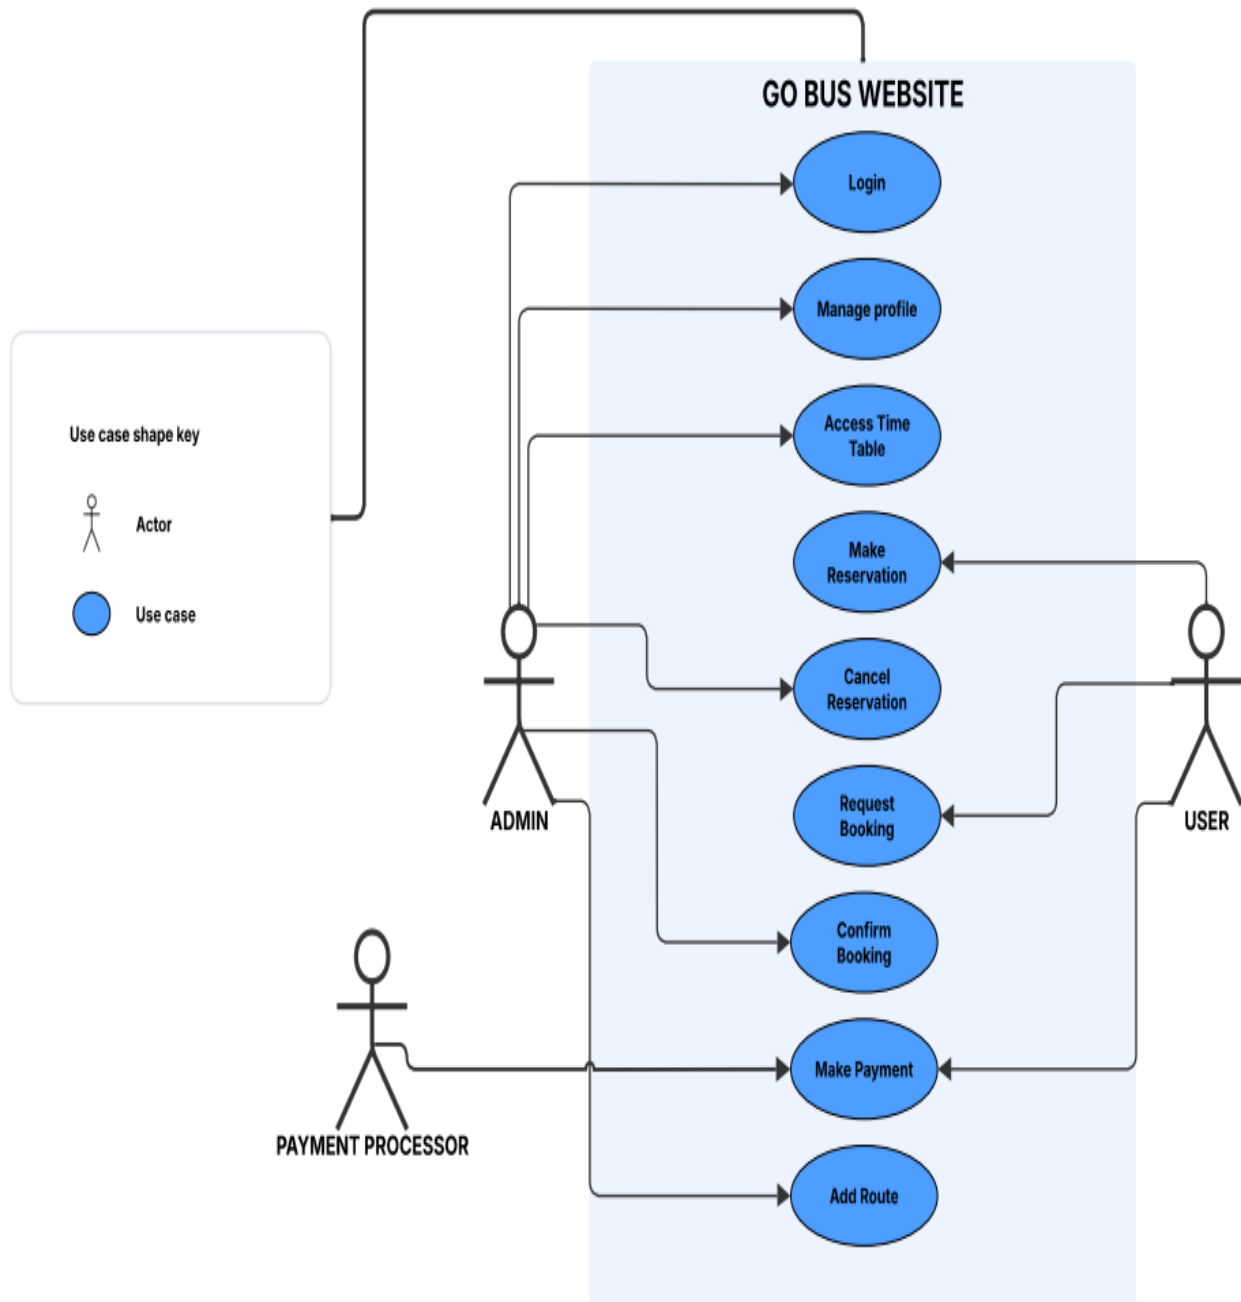 GO BUS WEBSITE
Login
Manage profile
Access Time
Table
Use case shape key
Actor
Use case
Make
Reservation
Cancel
Reservation
Request
Booking
ADMIN
USER
Confirm
Booking
Make Payment
PAYMENT PROCESSOR
Add Route